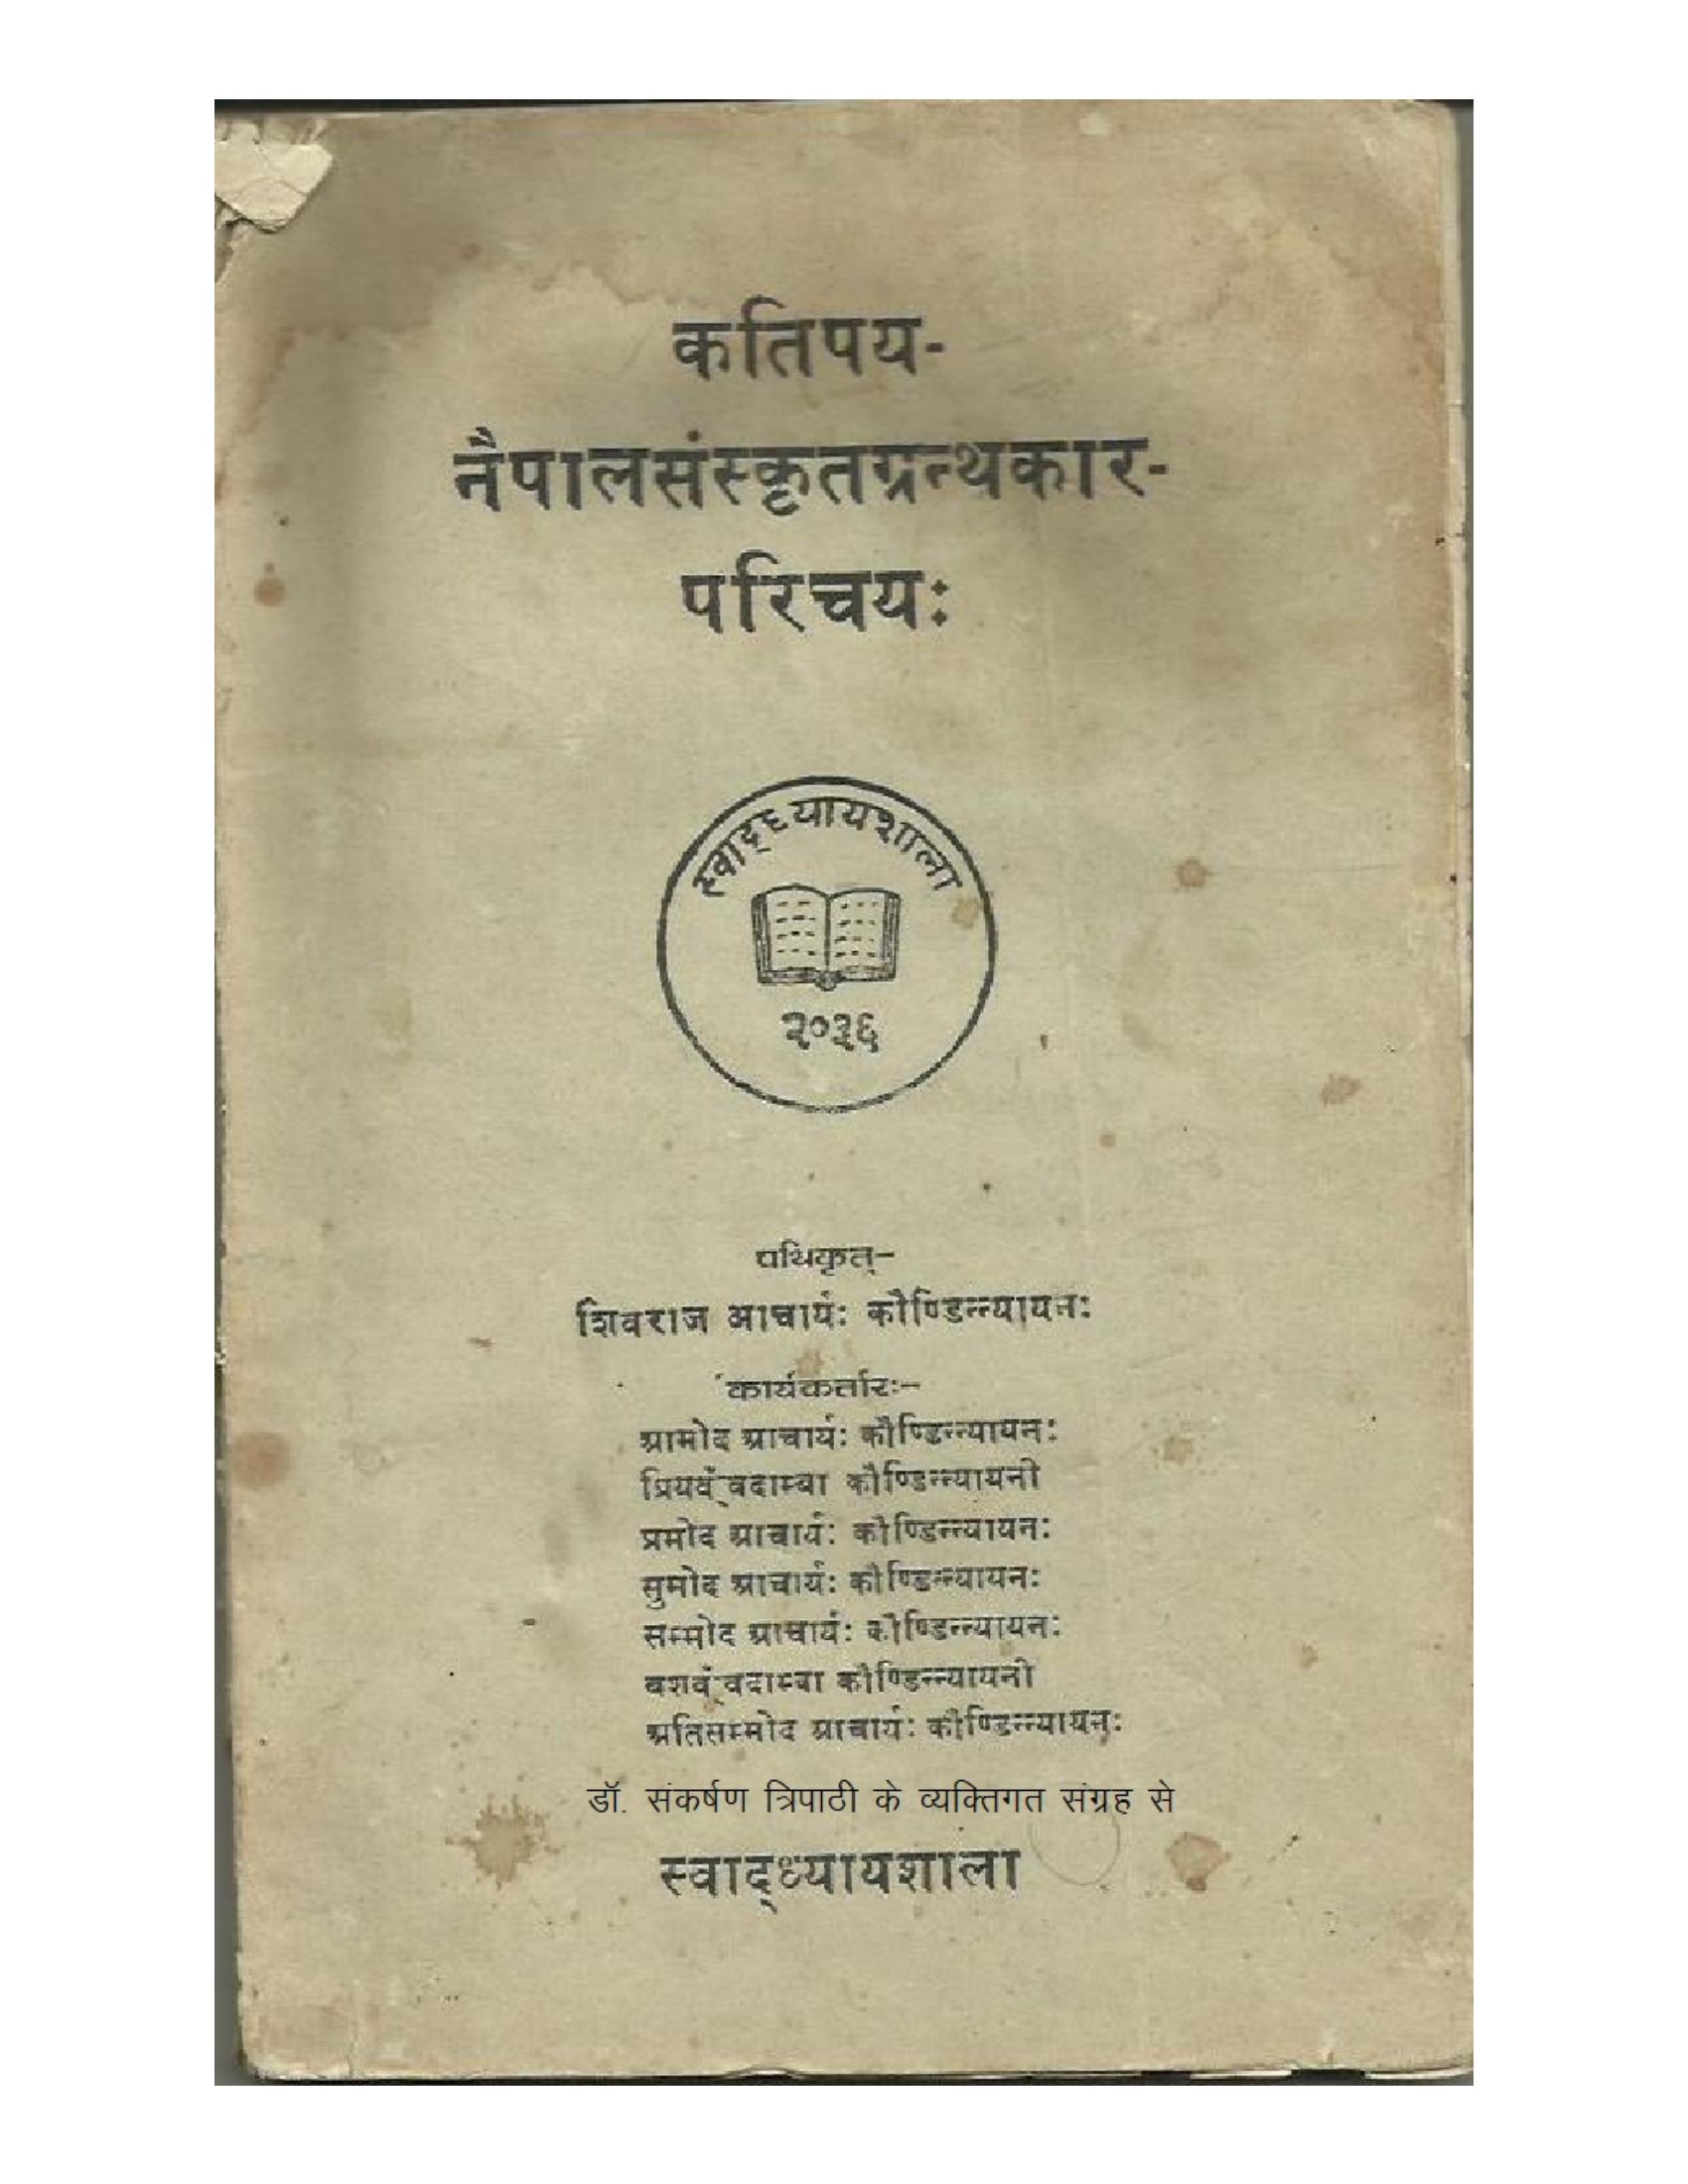 कतिपय-
नैपालसंस्कृतग्रन्थकार-
परिचयः
स्वाद्ध्यायशाला
२०३६
पथिकृत्-
शिवराज आचार्यः कौण्डिन्न्यायनः
कार्यकर्तारः-
आमोद आचार्यः कौण्डिन्न्यायनः
प्रियवंवदाम्बा कौण्डिन्न्यायनी
प्रमोद आचार्यः कौण्डिन्न्यायनः
सुमोद आचार्यः कौण्डिन्न्यायनः
सम्मोद आचार्यः कौण्डिन्न्यायनः
वशवंवदाम्बा कौण्डिन्न्यायनी
अतिसम्मोद आचार्यः कौण्डिन्न्यायनः
डॉ. संकर्षण त्रिपाठी के व्यक्तिगत संग्रह से
स्वाद्ध्यायशाला